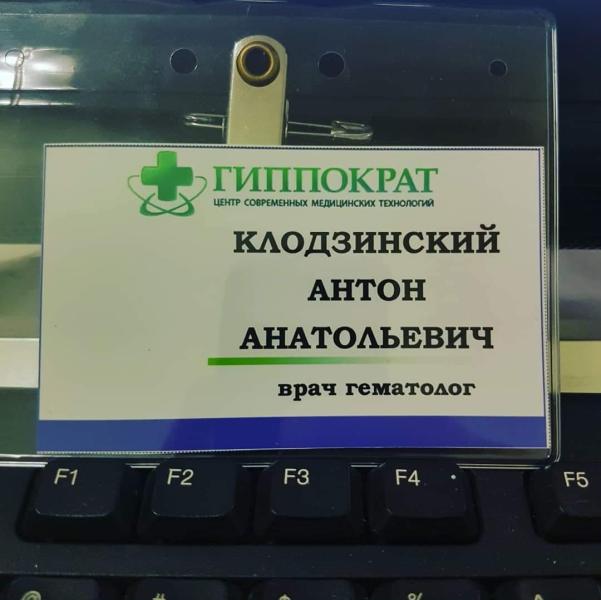 ГИППОКРАТ
ЦЕНТР СОВРЕМЕННЫХ МЕДИЦИНСКИХ ТЕХНОЛОГИЙ
КЛОДЗИНСКИЙ
АНТОН
АНАТОЛЬЕВИЧ
врач гематолог
F1 F2 F3 F4 F5
@ # $ %